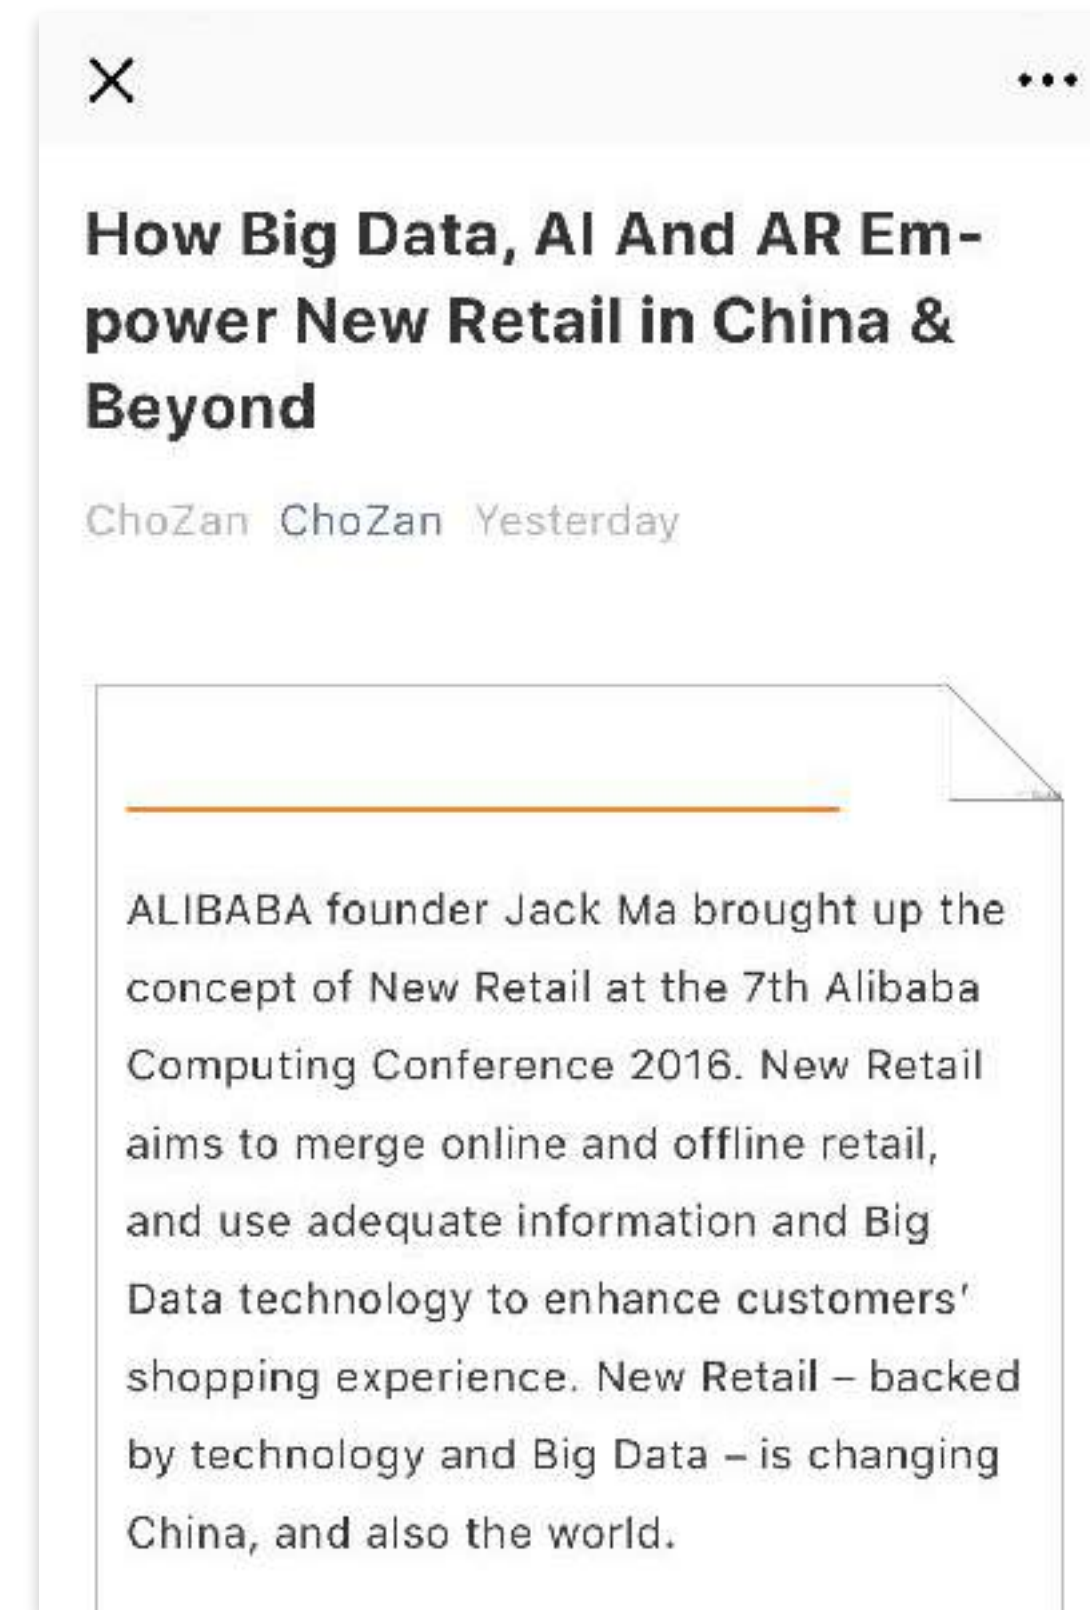 How Big Data, AI And AR Em-
power New Retail in China &
Beyond
ChoZan ChoZan Yesterday
ALIBABA founder Jack Ma brought up the
concept of New Retail at the 7th Alibaba
Computing Conference 2016. New Retail
aims to merge online and offline retail,
and use adequate information and Big
Data technology to enhance customers’
shopping experience. New Retail – backed
by technology and Big Data – is changing
China, and also the world.